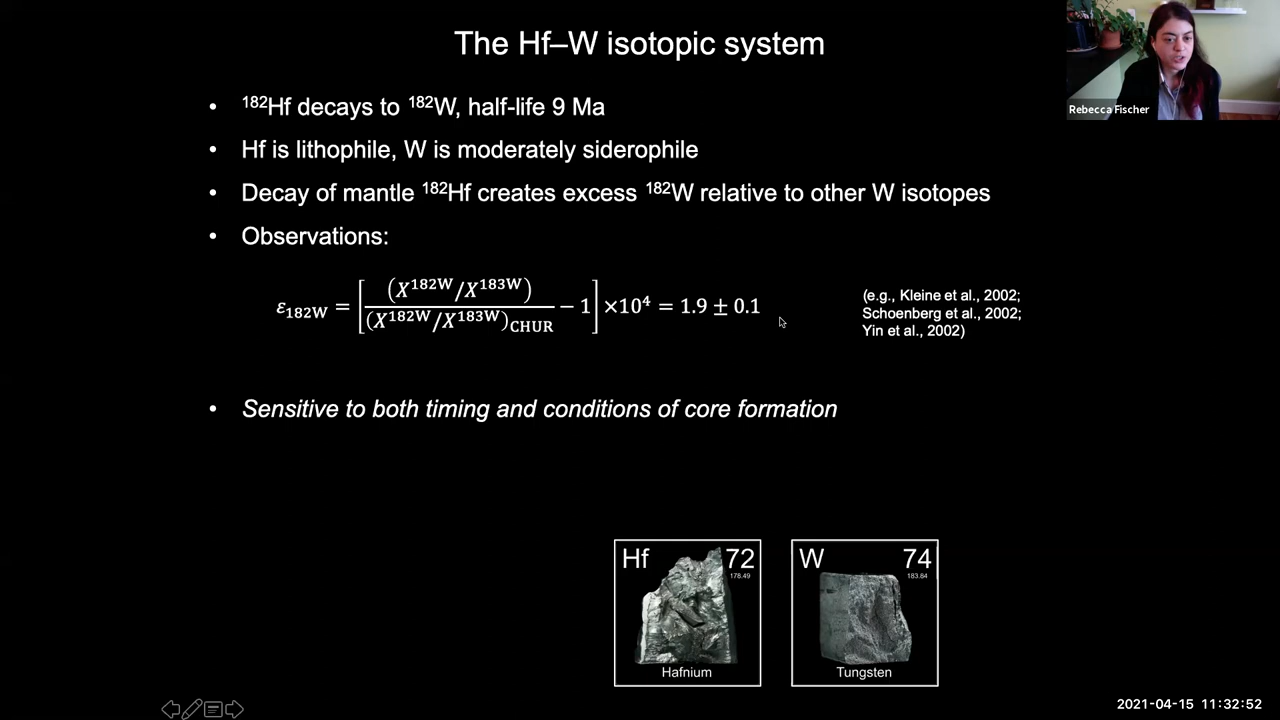 The Hf–W isotopic system
Rebecca Fischer
• ¹⁸²Hf decays to ¹⁸²W, half-life 9 Ma
• Hf is lithophile, W is moderately siderophile
• Decay of mantle ¹⁸²Hf creates excess ¹⁸²W relative to other W isotopes
• Observations:
ε₁₈₂W = [(X¹⁸²W/X¹⁸³W) / (X¹⁸²W/X¹⁸³W)CHUR − 1] ×10⁴ = 1.9 ± 0.1
(e.g., Kleine et al., 2002;
Schoenberg et al., 2002;
Yin et al., 2002)
• Sensitive to both timing and conditions of core formation
Hf 72
178.49
Hafnium
W 74
183.84
Tungsten
2021-04-15 11:32:52